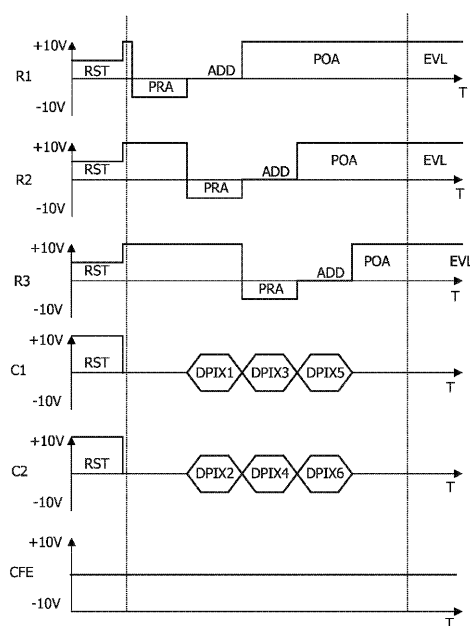 +10V
R1
RST
PRA
ADD
POA
EVL
T
-10V
+10V
R2
RST
PRA
ADD
POA
EVL
T
-10V
+10V
R3
RST
PRA
ADD
POA
EVL
T
-10V
+10V
C1
RST
DPIX1 DPIX3 DPIX5
T
-10V
+10V
C2
RST
DPIX2 DPIX4 DPIX6
T
-10V
+10V
CFE
-10V
T